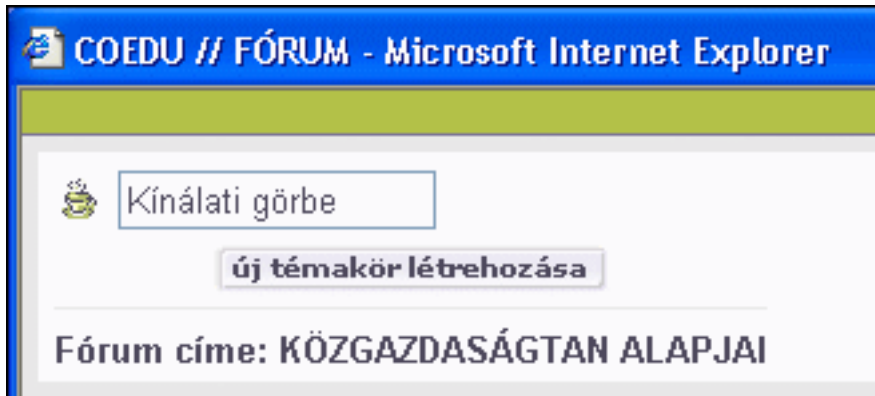 COEDU // FÓRUM - Microsoft Internet Explorer
Kínálati görbe
új témakör létrehozása
Fórum címe: KÖZGAZDASÁGTAN ALAPJAI